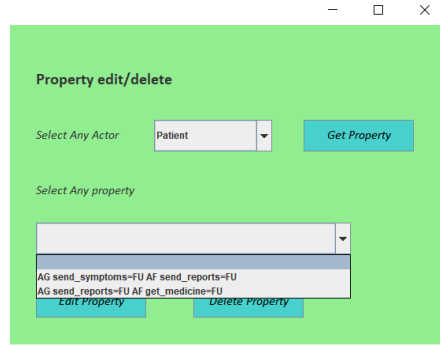 Property edit/delete
Select Any Actor Patient Get Property
Select Any property
AG send_symptoms=FU AF send_reports=FU
AG send_reports=FU AF get_medicine=FU
Edit Property Delete Property